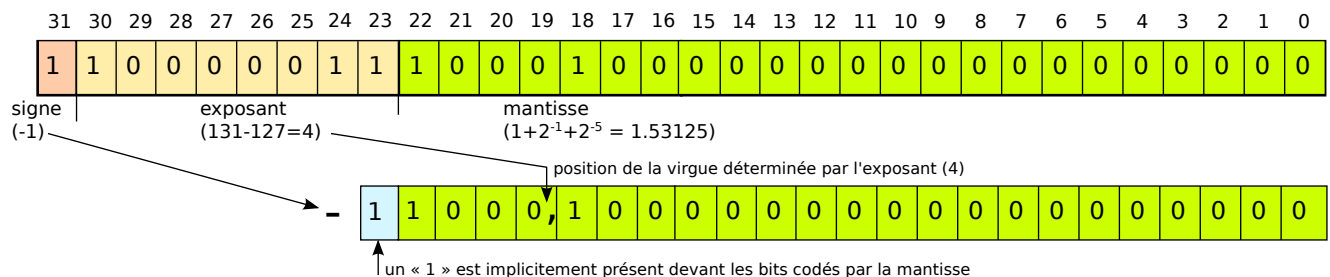 31 30 29 28 27 26 25 24 23 22 21 20 19 18 17 16 15 14 13 12 11 10 9 8 7 6 5 4 3 2 1 0
1 1 0 0 0 0 0 1 1 1 0 0 0 1 0 0 0 0 0 0 0 0 0 0 0 0 0 0 0 0 0 0
signe exposant mantisse
(-1) (131-127=4) (1+2⁻¹+2⁻⁵ = 1.53125)
position de la virgue déterminée par l'exposant (4)
- 1 1 0 0 0 , 1 0 0 0 0 0 0 0 0 0 0 0 0 0 0 0 0 0 0
un « 1 » est implicitement présent devant les bits codés par la mantisse